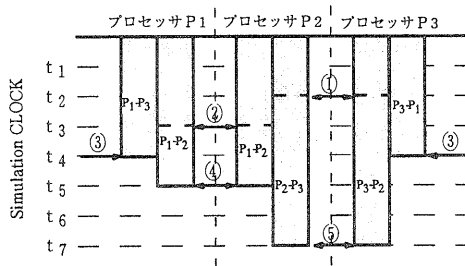 プロセッサP1 プロセッサP2 プロセッサP3
Simulation CLOCK
t1
t2
t3
t4
t5
t6
t7
P1-P3
P1-P2
P1-P2
P2-P3
P3-P2
P3-P1
①
②
③
③
④
⑤